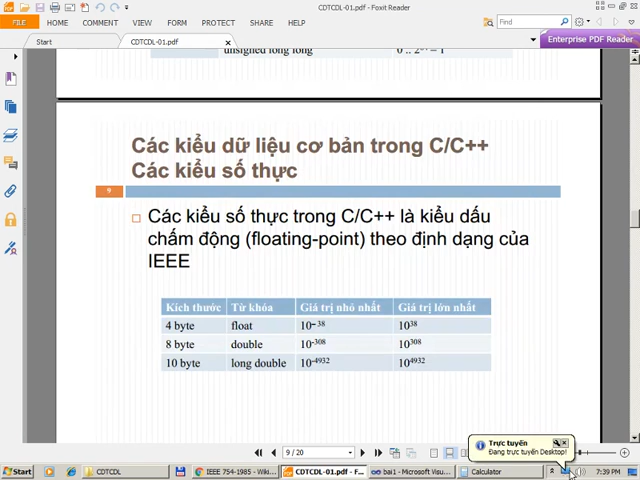 CDTCDL-01.pdf - Foxit Reader
FILE HOME COMMENT VIEW FORM PROTECT SHARE HELP Find
Start CDTCDL-01.pdf Enterprise PDF Reader
unsigned long long
Các kiểu dữ liệu cơ bản trong C/C++
Các kiểu số thực
9
Các kiểu số thực trong C/C++ là kiểu dấu
chấm động (floating-point) theo định dạng của
IEEE
Kích thước Từ khóa Giá trị nhỏ nhất Giá trị lớn nhất
4 byte float 10⁻³⁸ 10³⁸
8 byte double 10⁻³⁰⁸ 10³⁰⁸
10 byte long double 10⁻⁴⁹³² 10⁴⁹³²
Trực tuyến
Đang trực tuyến Desktop!
9 / 20
Start CDTCDL IEEE 754-1985 - Wiki... CDTCDL-01.pdf - F... bai1 - Microsoft Visu... Calculator 7:39 PM